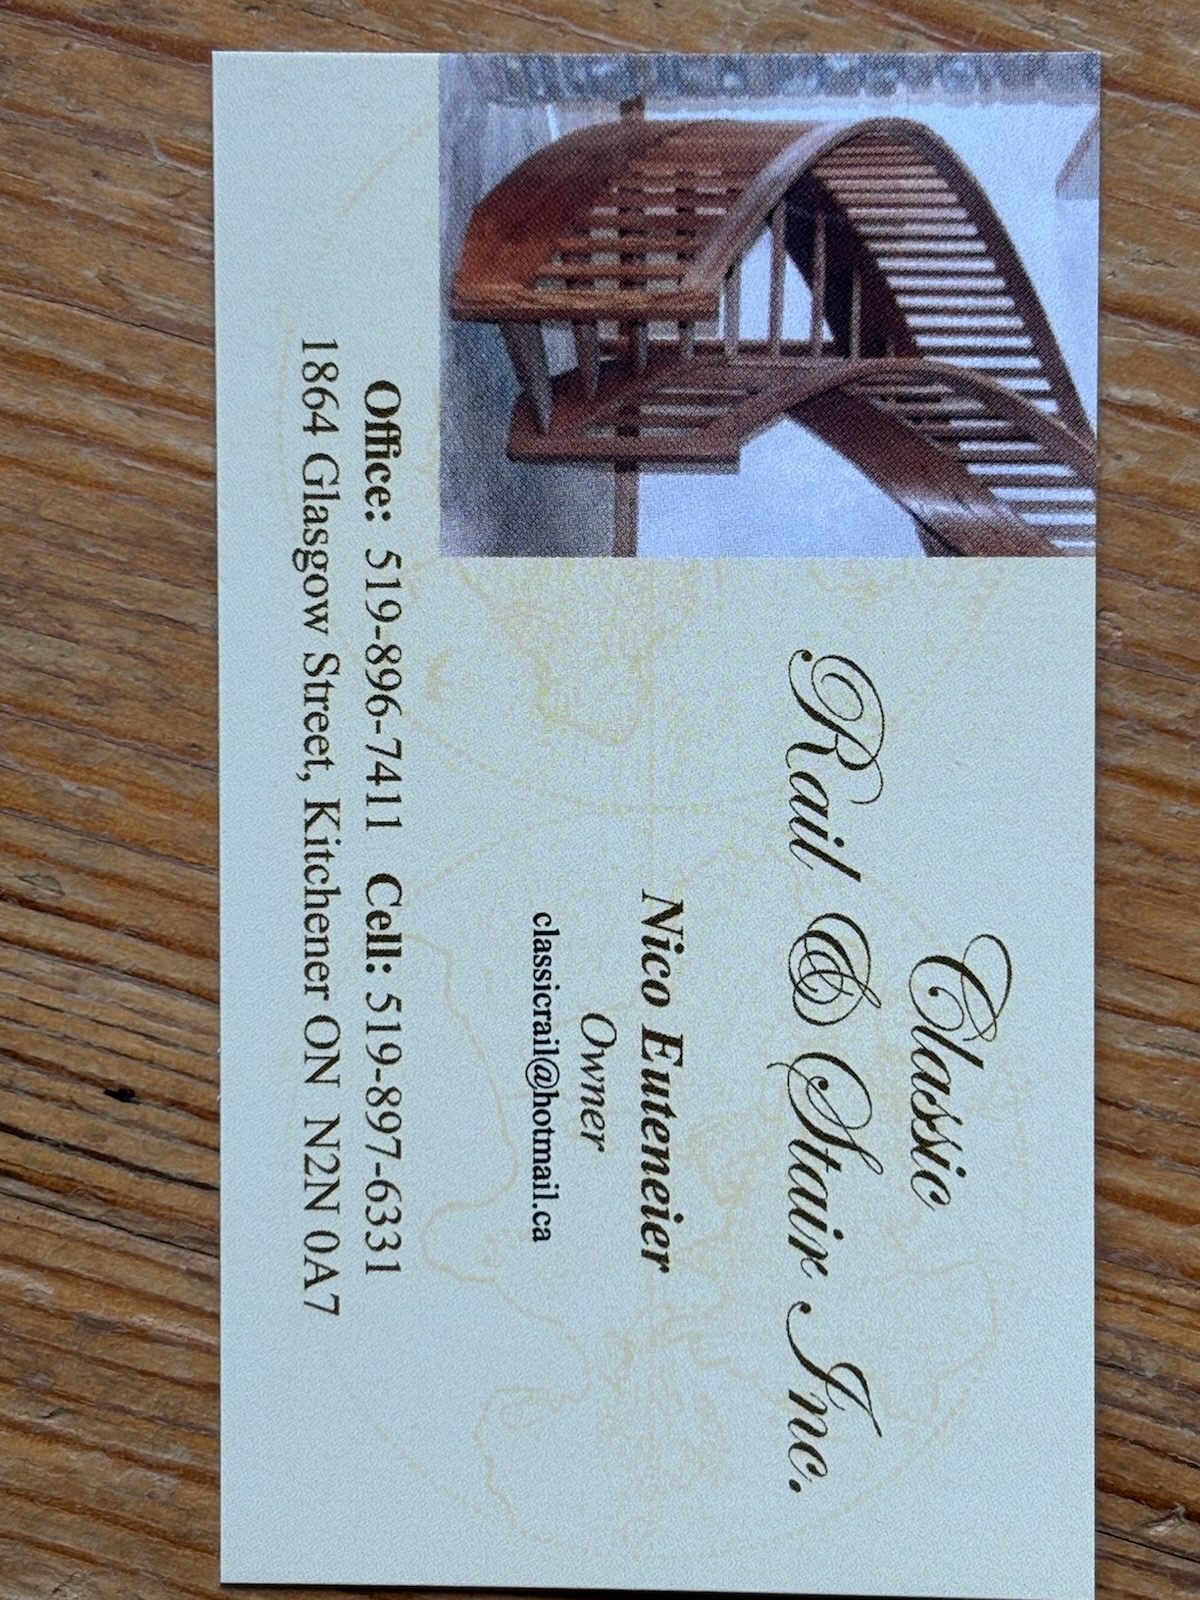 Classic
Rail & Stair Inc.
Nico Euteneier
Owner
classicrail@hotmail.ca
Office: 519-896-7411 Cell: 519-897-6331
1864 Glasgow Street, Kitchener ON N2N 0A7